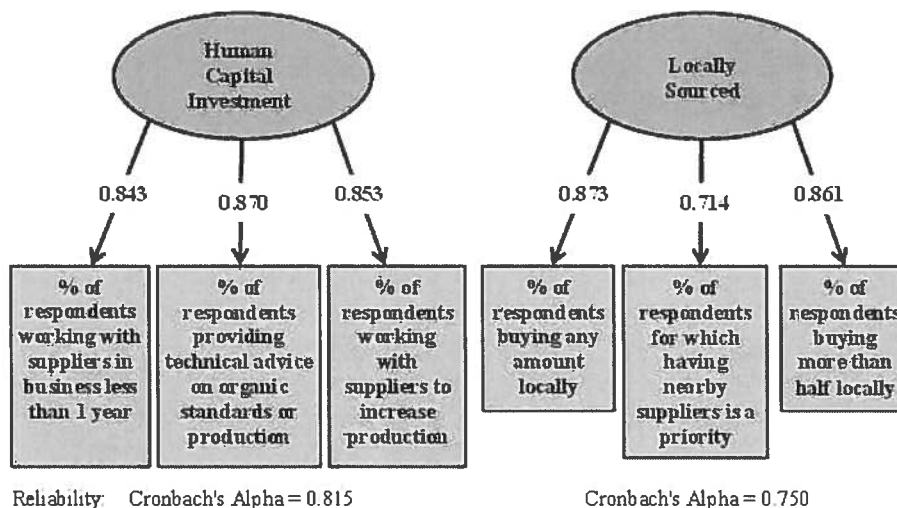 Human
Capital
Investment
Locally
Sourced
0.843
0.870
0.853
0.873
0.714
0.861
% of
respondents
working with
suppliers in
business less
than 1 year
% of
respondents
providing
technical advice
on organic
standards or
production
% of
respondents
working
with
suppliers to
increase
production
% of
respondents
buying any
amount
locally
% of
respondents
for which
having
nearby
suppliers is a
priority
% of
respondents
buying
more than
half locally
Reliability: Cronbach's Alpha = 0.815
Cronbach's Alpha = 0.750